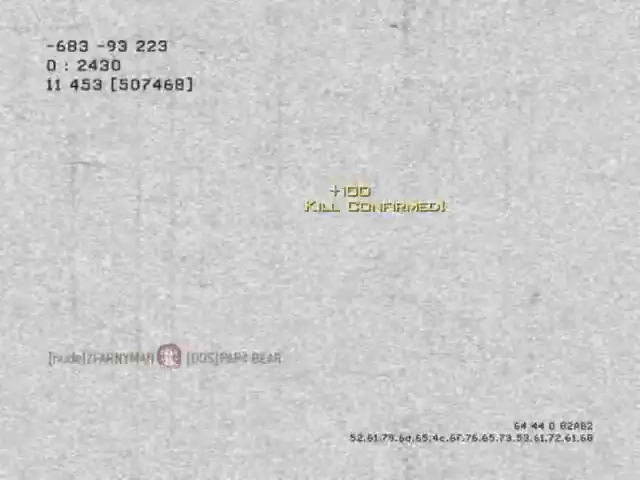 -683 -93 223
0 : 2430
11 453 [507468]
+100
Kill Confirmed!
[nude]ZFARNYMAN [DDS]PAPA BEAR
64 44 0 82AB2
52.61.79.6d.65.4c.6f.76.65.73.53.61.72.61.68